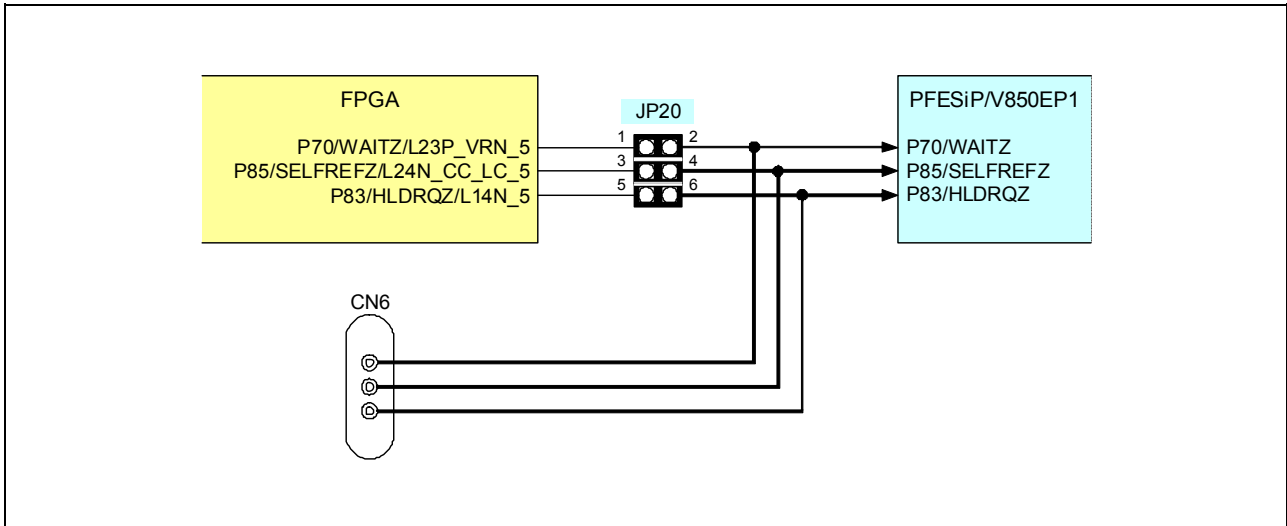 FPGA
P70/WAITZ/L23P_VRN_5
P85/SELFREFZ/L24N_CC_LC_5
P83/HLDRQZ/L14N_5
JP20
1 2
3 4
5 6
PFESiP/V850EP1
P70/WAITZ
P85/SELFREFZ
P83/HLDRQZ
CN6